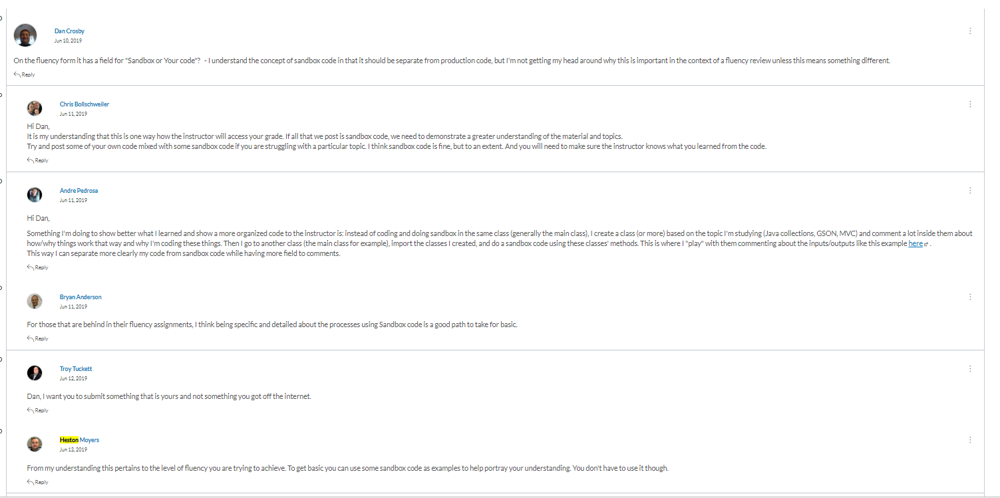 Dan Crosby
Jun 10, 2019
On the fluency form it has a field for "Sandbox or Your code"?  - I understand the concept of sandbox code in that it should be separate from production code, but I'm not getting my head around why this is important in the context of a fluency review unless this means something different.
Reply
Chris Bollschweiler
Jun 11, 2019
Hi Dan,
It is my understanding that this is one way how the instructor will access your grade. If all that we post is sandbox code, we need to demonstrate a greater understanding of the material and topics.
Try and post some of your own code mixed with some sandbox code if you are struggling with a particular topic. I think sandbox code is fine, but to an extent. And you will need to make sure the instructor knows what you learned from the code.
Reply
Andre Pedrosa
Jun 11, 2019
Hi Dan,
Something I'm doing to show better what I learned and show a more organized code to the instructor is: instead of coding and doing sandbox in the same class (generally the main class), I create a class (or more) based on the topic I'm studying (Java collections, GSON, MVC) and comment a lot inside them about
how/why things work that way and why I'm coding these things. Then I go to another class (the main class for example), import the classes I created, and do a sandbox code using these classes' methods. This is where I "play" with them commenting about the inputs/outputs like this example here .
This way I can separate more clearly my code from sandbox code while having more field to comments.
Reply
Bryan Anderson
Jun 11, 2019
For those that are behind in their fluency assignments, I think being specific and detailed about the processes using Sandbox code is a good path to take for basic.
Reply
Troy Tuckett
Jun 12, 2019
Dan, I want you to submit something that is yours and not something you got off the internet.
Reply
Heston Moyers
Jun 13, 2019
From my understanding this pertains to the level of fluency you are trying to achieve. To get basic you can use some sandbox code as examples to help portray your understanding. You don't have to use it though.
Reply